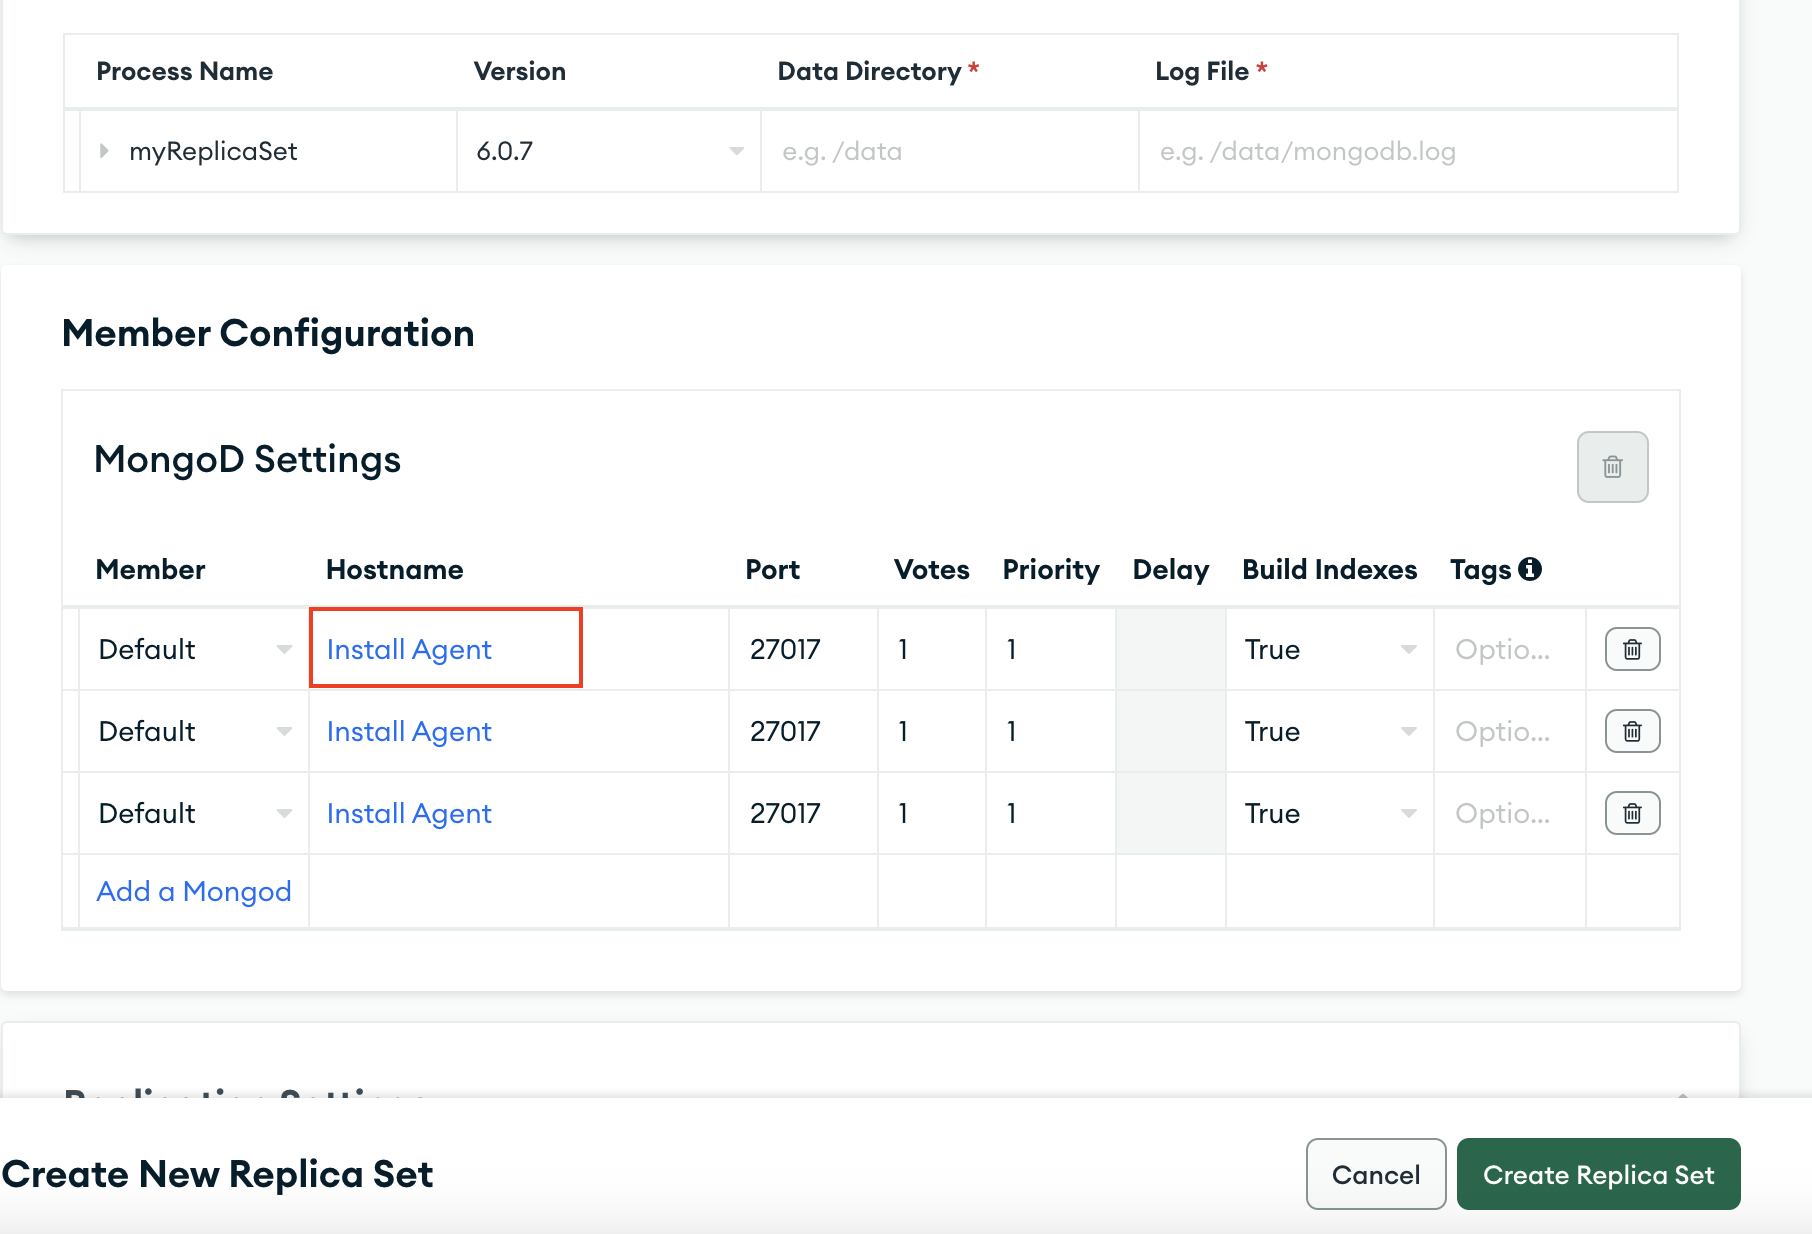 Process Name Version Data Directory * Log File *
myReplicaSet 6.0.7 e.g. /data e.g. /data/mongodb.log
Member Configuration
MongoD Settings
Member Hostname Port Votes Priority Delay Build Indexes Tags
Default Install Agent 27017 1 1 True Optio...
Default Install Agent 27017 1 1 True Optio...
Default Install Agent 27017 1 1 True Optio...
Add a Mongod
Replication Settings
Create New Replica Set Cancel Create Replica Set